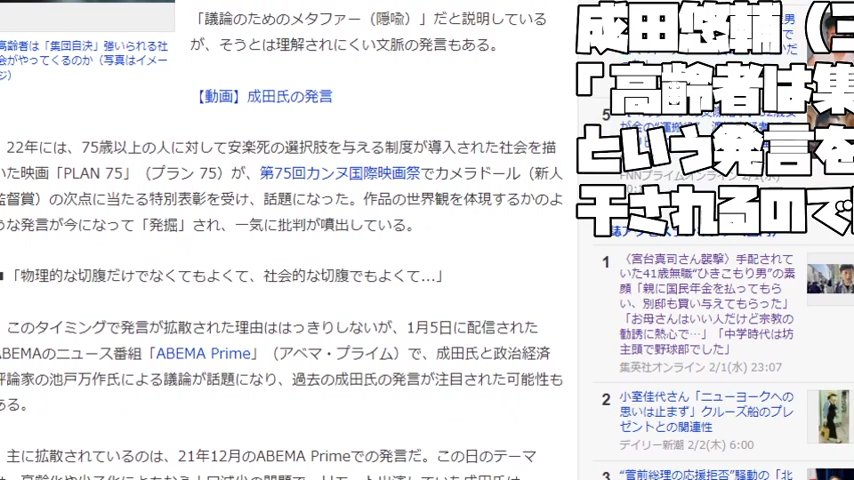 「議論のためのメタファー（隠喩）」だと説明している
が、そうとは理解されにくい文脈の発言もある。
高齢者は「集団自決」強いられる社
会がやってくるのか（写真はイメー
ジ）
【動画】成田氏の発言
22年には、75歳以上の人に対して安楽死の選択肢を与える制度が導入された社会を描
いた映画「PLAN 75」（プラン 75）が、第75回カンヌ国際映画祭でカメラドール（新人
監督賞）の次点に当たる特別表彰を受け、話題になった。作品の世界観を体現するかのよ
うな発言が今になって「発掘」され、一気に批判が噴出している。
■「物理的な切腹だけでなくてもよくて、社会的な切腹でもよくて...」
このタイミングで発言が拡散された理由ははっきりしないが、1月5日に配信された
ABEMAのニュース番組「ABEMA Prime」（アベマ・プライム）で、成田氏と政治経済
評論家の池戸万作氏による議論が話題になり、過去の成田氏の発言が注目された可能性も
ある。
主に拡散されているのは、21年12月のABEMA Primeでの発言だ。この日のテーマ
成田悠輔（
「高齢者は集
という発言を
干されるので
5
FNNプライムオンライン 2/1(水)
1
〈宮台真司さん襲撃〉手配されて
いた41歳無職“ひきこもり男”の素
顔「親に国民年金を払ってもら
い、別邸も買い与えてもらった」
「お母さんはいい人だけど宗教の
勧誘に熱心で…」「中学時代は坊
主頭で野球部でした」
集英社オンライン 2/1(水) 23:07
2
小室佳代さん「ニューヨークへの
思いは止まず」クルーズ船のプレ
ゼントとの関連性
デイリー新潮 2/2(木) 6:00
3
“菅前総理の応援拒否”騒動の「北